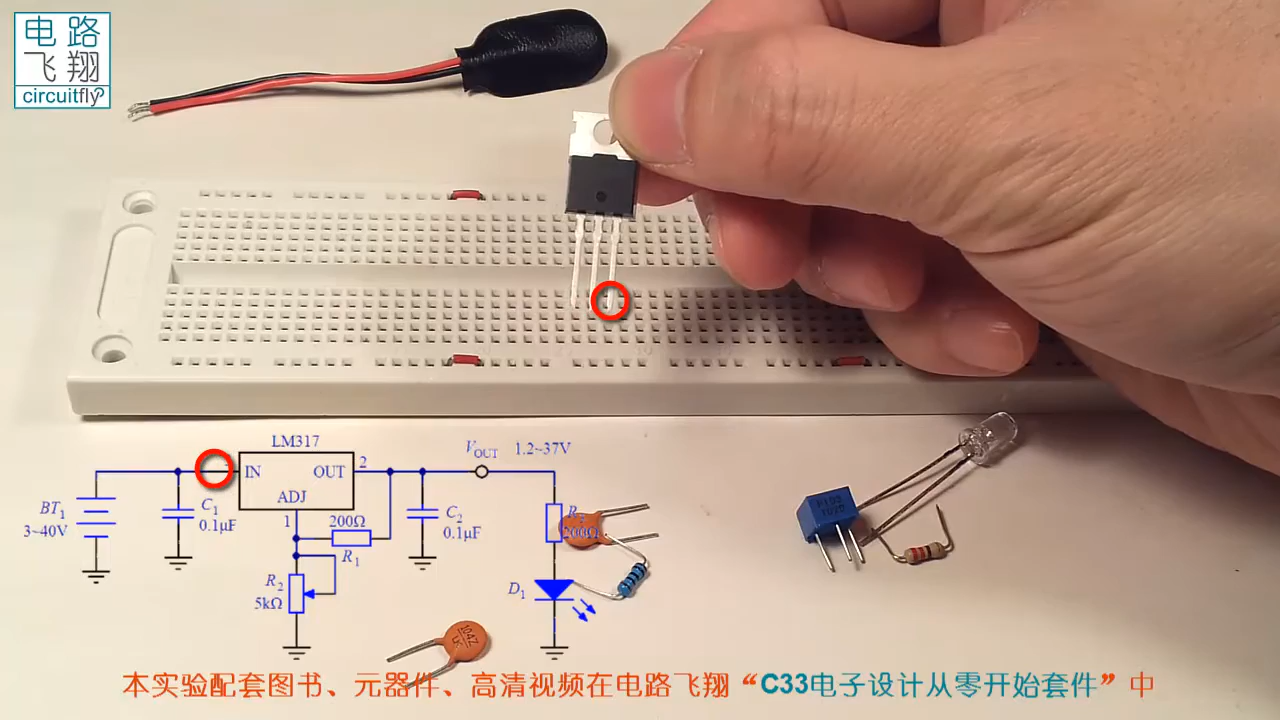 电路
飞翔
circuitfly
LM317
IN
OUT
2
ADJ
1
VOUT 1.2~37V
BT1
3~40V
C1
0.1μF
200Ω
R1
C2
0.1μF
200Ω
R2
5kΩ
D1
104Z
本实验配套图书、元器件、高清视频在电路飞翔“C33电子设计从零开始套件”中